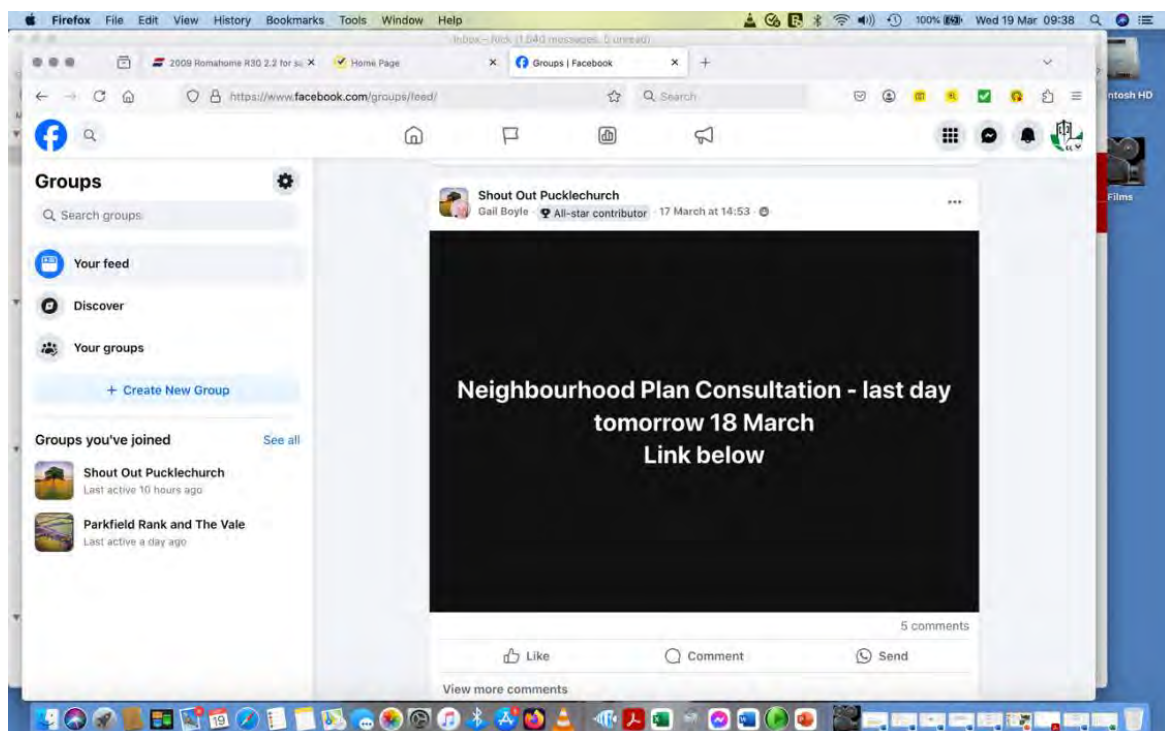 Firefox File Edit View History Bookmarks Tools Window Help 100% Wed 19 Mar 09:38
Inbox – Rick (1,640 messages, 5 unread)
2009 Romahome R30 2.2 for sa Home Page Groups | Facebook
https://www.facebook.com/groups/feed/ Search
ntosh HD
Groups
Search groups
Your feed
Discover
Your groups
+ Create New Group
Groups you've joined See all
Shout Out Pucklechurch
Last active 10 hours ago
Parkfield Rank and The Vale
Last active a day ago
Shout Out Pucklechurch
Gail Boyle · All-star contributor · 17 March at 14:53 ·
Films
Neighbourhood Plan Consultation - last day
tomorrow 18 March
Link below
5 comments
Like Comment Send
View more comments
19